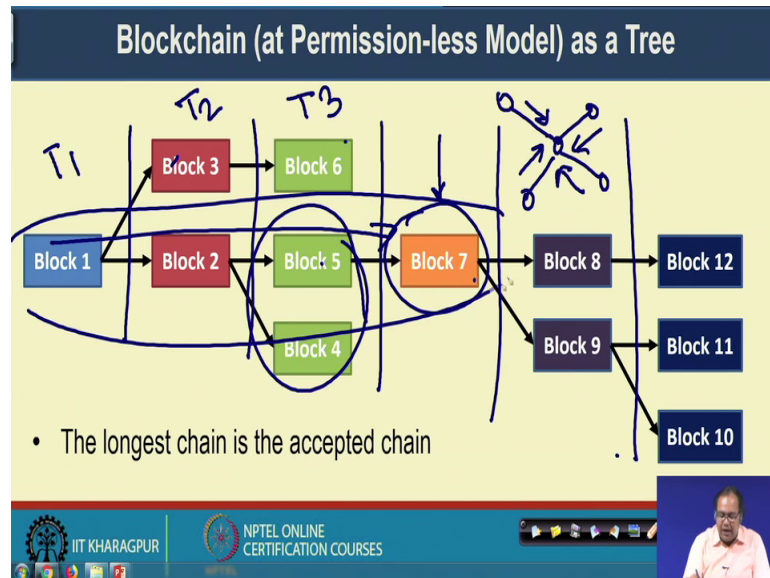 Blockchain (at Permission-less Model) as a Tree
T1
T2
T3
Block 3
Block 6
Block 1
Block 2
Block 5
Block 7
Block 8
Block 12
Block 4
Block 9
Block 11
Block 10
• The longest chain is the accepted chain
IIT KHARAGPUR
NPTEL ONLINE
CERTIFICATION COURSES